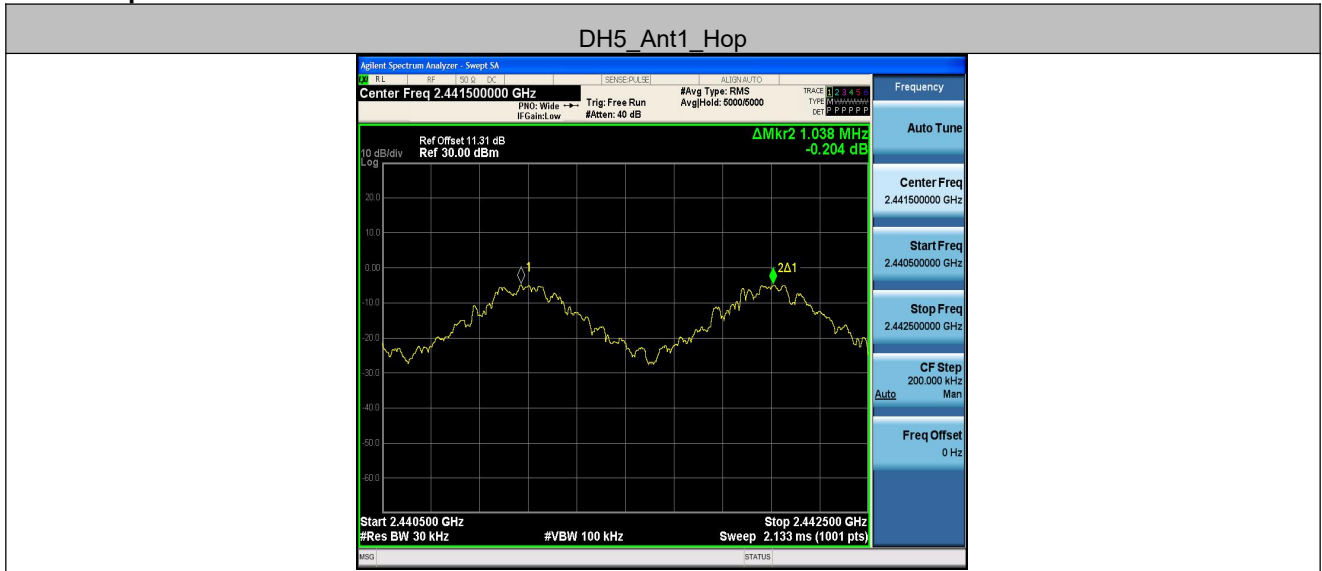 DH5_Ant1_Hop
Agilent Spectrum Analyzer - Swept SA
RL RF 50 Ω DC SENSE:PULSE ALIGN AUTO
Center Freq 2.441500000 GHz
PNO: Wide
IFGain:Low
Trig: Free Run
#Atten: 40 dB
#Avg Type: RMS
Avg|Hold: 5000/5000
TRACE 1 2 3 4 5 6
TYPE M
DET P P P P P P
Ref Offset 11.31 dB
10 dB/div Ref 30.00 dBm
Log
ΔMkr2 1.038 MHz
-0.204 dB
20.0
10.0
0.00
-10.0
-20.0
-30.0
-40.0
-50.0
-60.0
1
2Δ1
Start 2.440500 GHz
Stop 2.442500 GHz
#Res BW 30 kHz
#VBW 100 kHz
Sweep 2.133 ms (1001 pts)
MSG
STATUS
Frequency
Auto Tune
Center Freq
2.441500000 GHz
Start Freq
2.440500000 GHz
Stop Freq
2.442500000 GHz
CF Step
200.000 kHz
Auto Man
Freq Offset
0 Hz